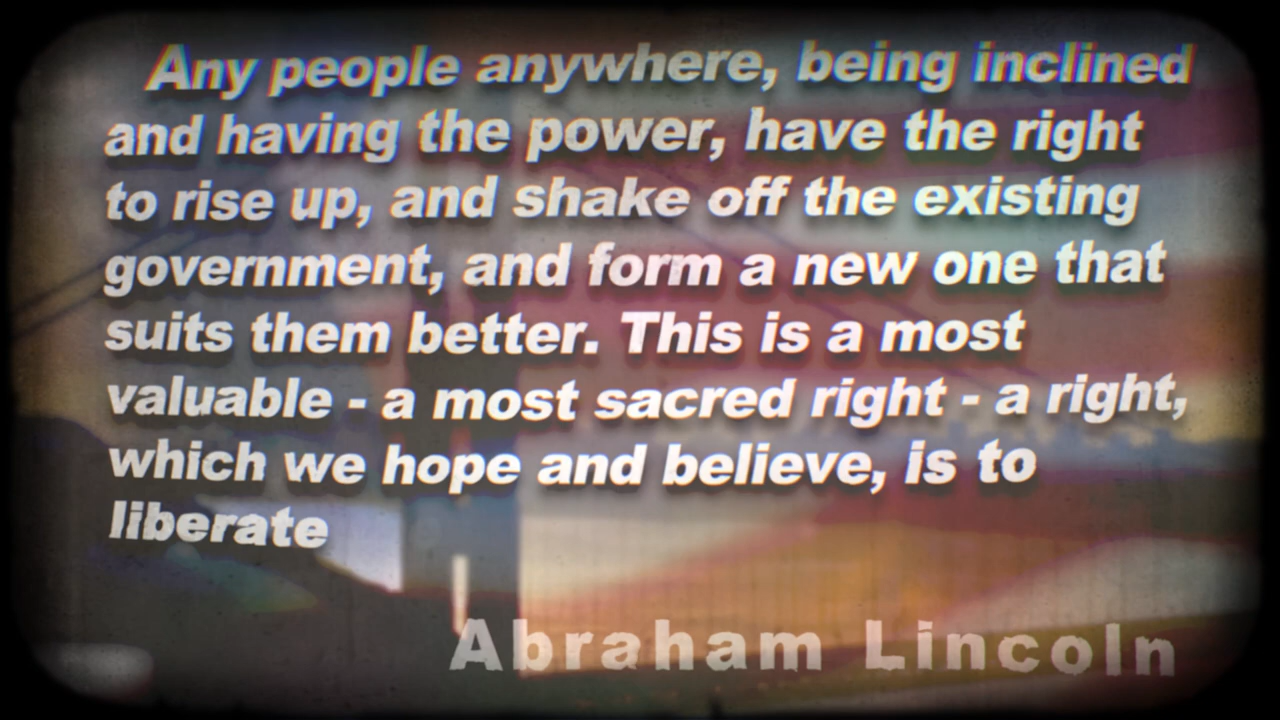 Any people anywhere, being inclined
and having the power, have the right
to rise up, and shake off the existing
government, and form a new one that
suits them better. This is a most
valuable - a most sacred right - a right,
which we hope and believe, is to
liberate
Abraham Lincoln